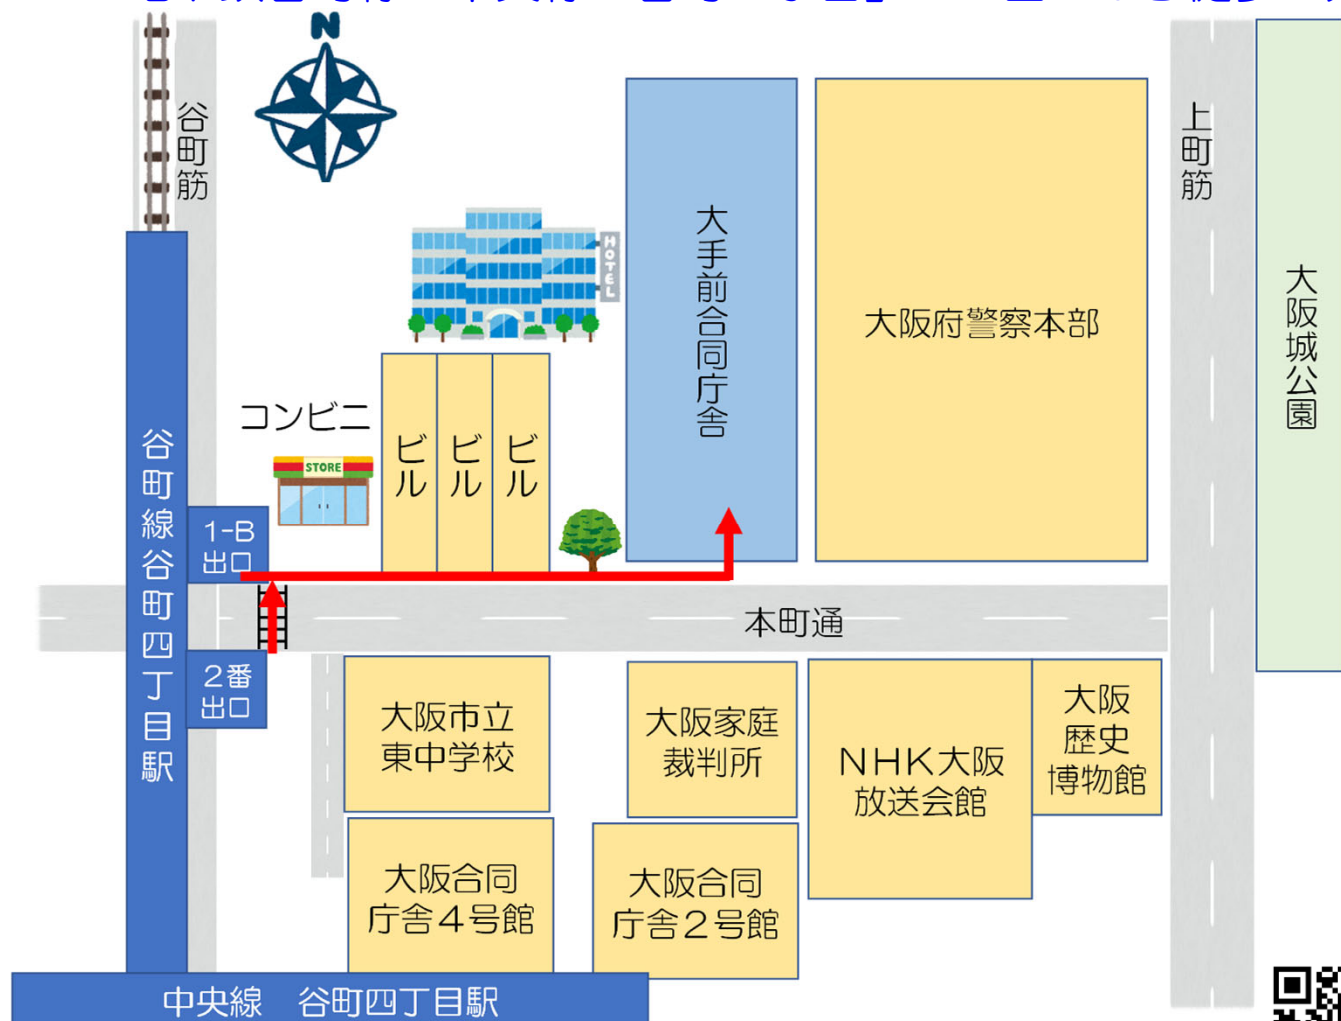 N
谷町筋
上町筋
HOTEL
大手前合同庁舎
大阪府警察本部
大阪城公園
コンビニ
STORE
ビル
ビル
ビル
谷町線谷町四丁目駅
1-B
出口
本町通
2番
出口
大阪市立
東中学校
大阪家庭
裁判所
NHK大阪
放送会館
大阪
歴史
博物館
大阪合同
庁舎4号館
大阪合同
庁舎2号館
中央線 谷町四丁目駅